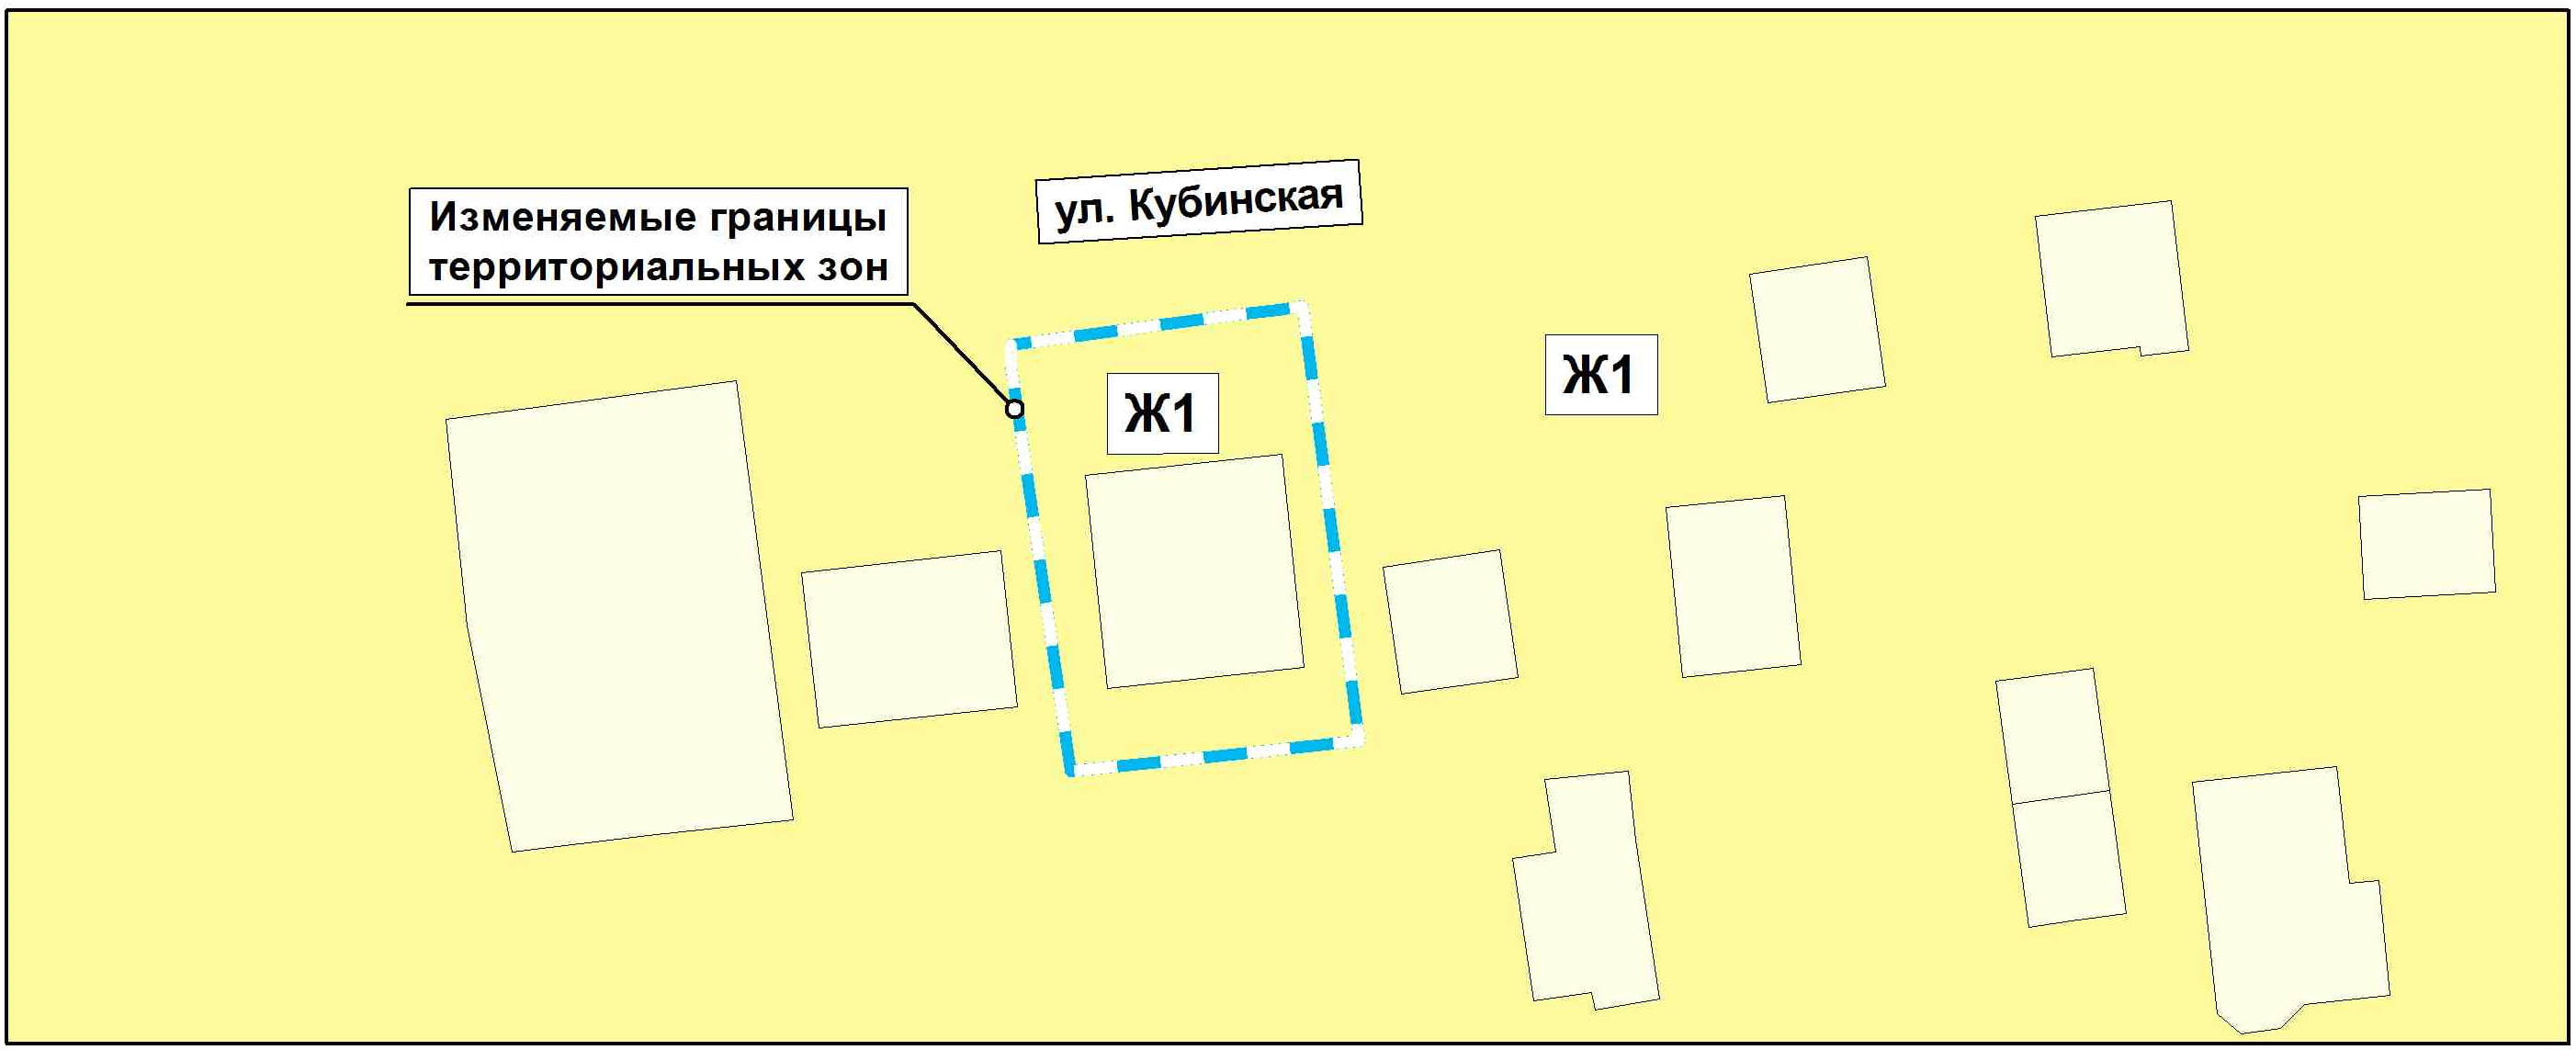 ул. Кубинская
Изменяемые границы
территориальных зон
Ж1
Ж1